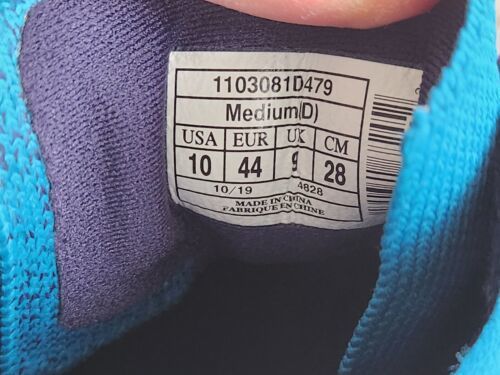 1103081D479
Medium(D)
USA EUR UK CM
10 44 9 28
10/19 4828
MADE IN CHINA
FABRIQUE EN CHINE